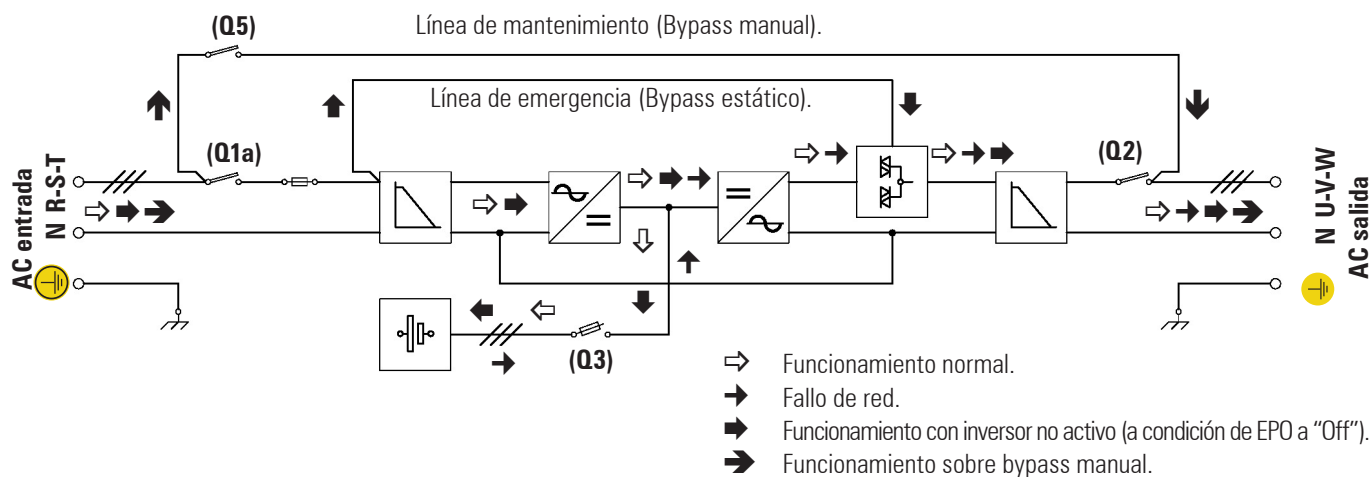 (Q5)
Línea de mantenimiento (Bypass manual).
Línea de emergencia (Bypass estático).
(Q1a)
(Q2)
AC entrada
N R-S-T
N U-V-W
AC salida
(Q3)
Funcionamiento normal.
Fallo de red.
Funcionamiento con inversor no activo (a condición de EPO a “Off”).
Funcionamiento sobre bypass manual.